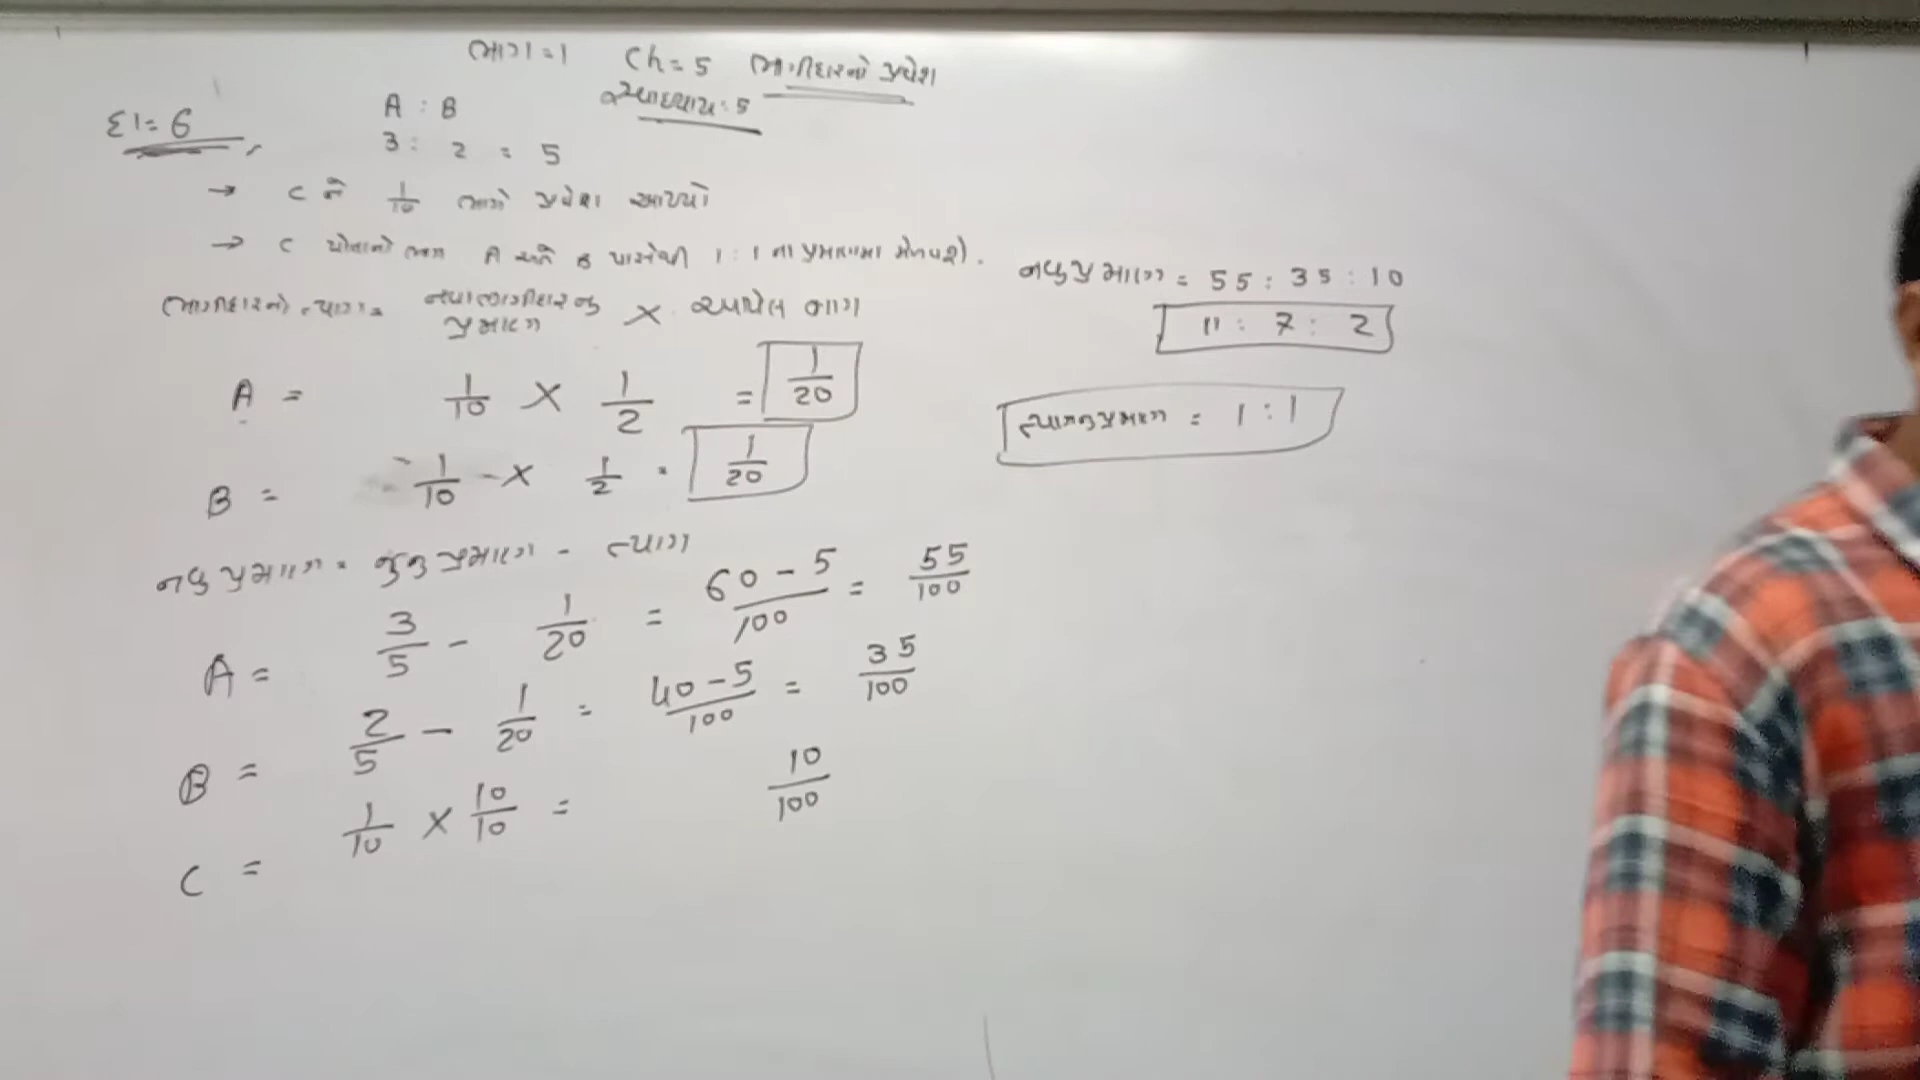 ભાગ=1 Ch=5 ભાગીદારનો પ્રવેશ
સ્વાધ્યાય:5
દા=6
A : B
3 : 2 = 5
→ C ને 1/10 ભાગે પ્રવેશ આપ્યો
→ C પોતાનો ભાગ A અને B પાસેથી 1 : 1 ના પ્રમાણમાં મેળવશે.
ભાગીદારનો ત્યાગ = નવા ભાગીદારનું પ્રમાણ × આપેલ ભાગ
A = 1/10 × 1/2 = 1/20
B = 1/10 × 1/2 = 1/20
નફા પ્રમાણ = જુનુ પ્રમાણ - ત્યાગ
A = 3/5 - 1/20 = 60-5/100 = 55/100
B = 2/5 - 1/20 = 40-5/100 = 35/100
C = 1/10 × 10/10 = 10/100
નવુ પ્રમાણ = 55 : 35 : 10
11 : 7 : 2
ત્યાગનુ પ્રમાણ = 1 : 1